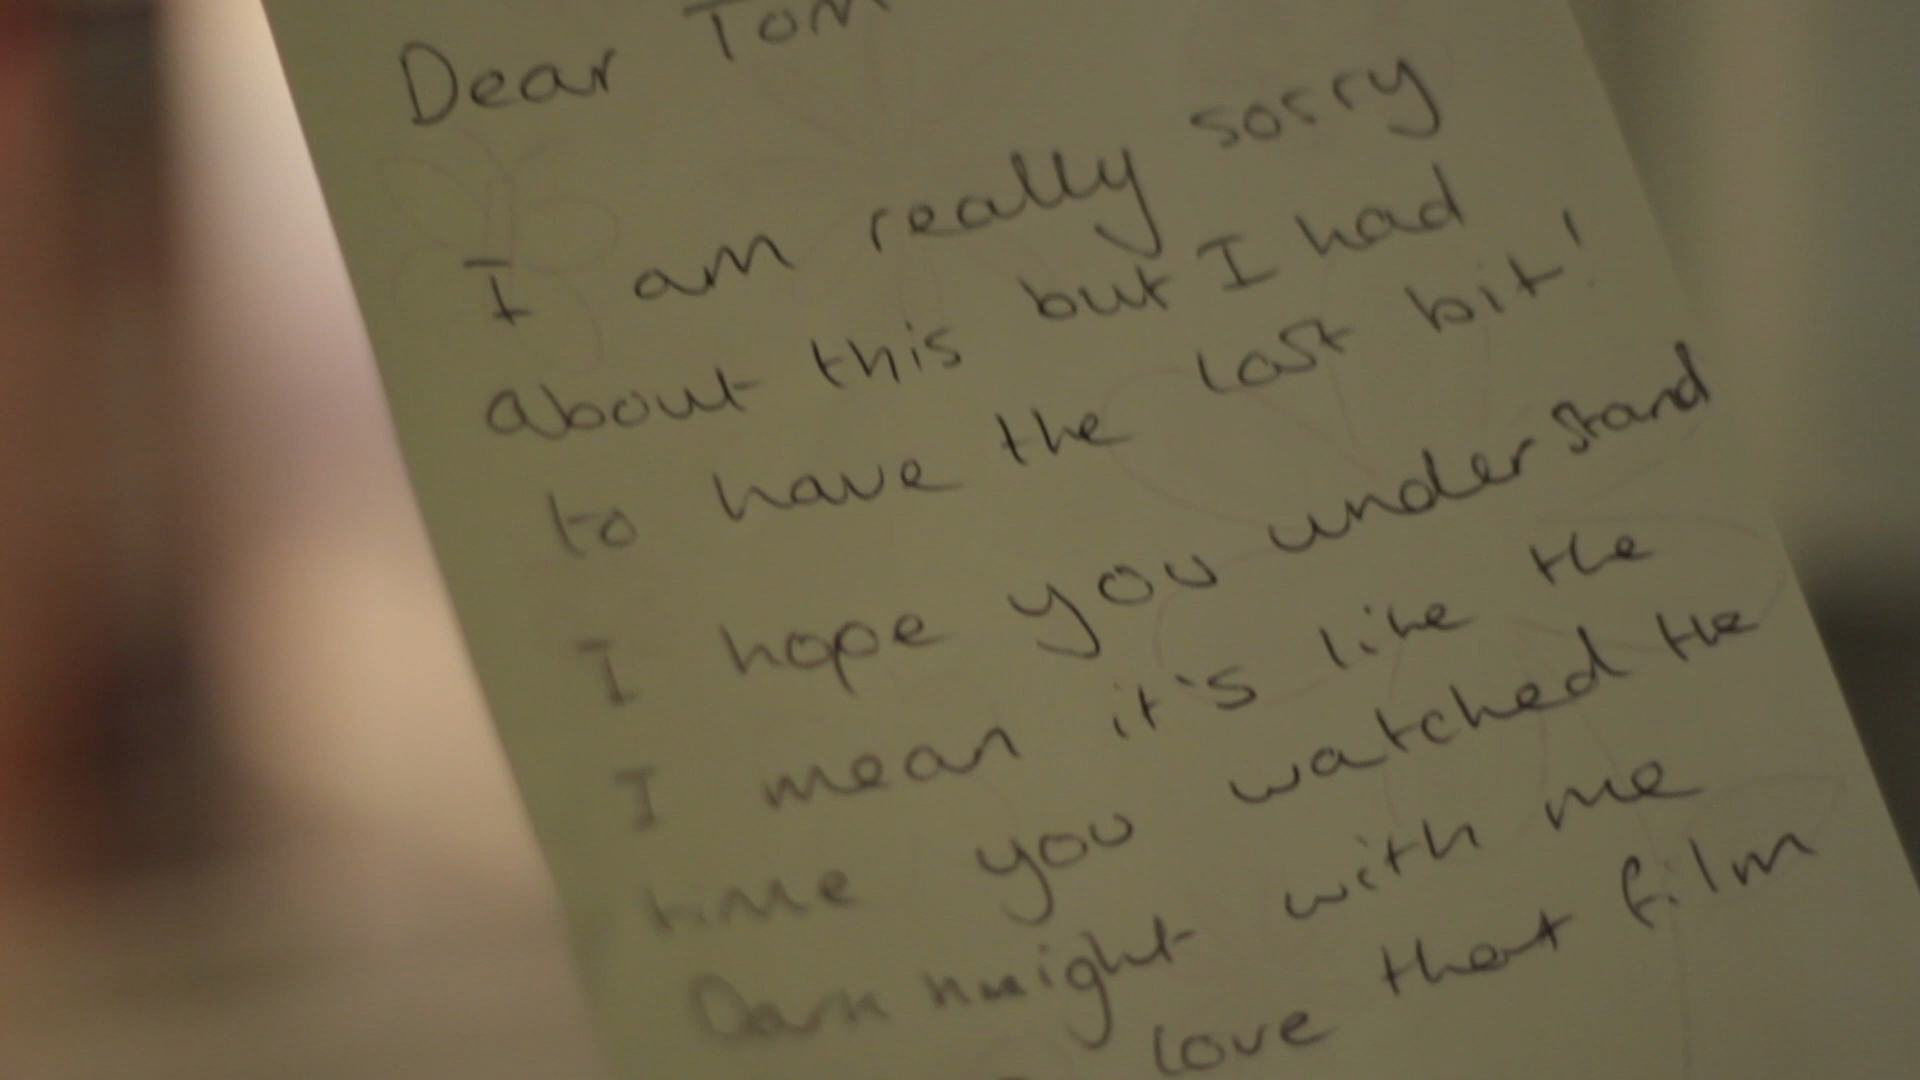 Dear Tom
I am really sorry
about this but I had
to have the last bit!
I hope you understand
I mean it's like the
time you watched the
Dark knight with me
love that film